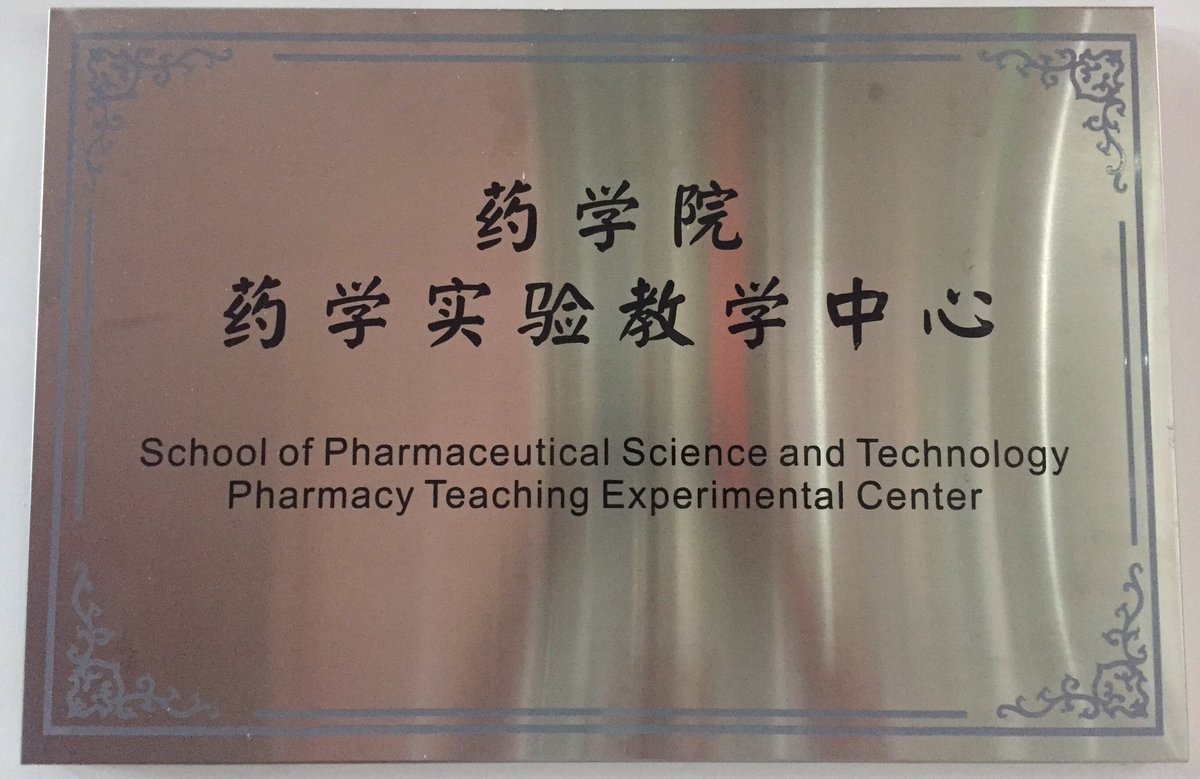 药学院
药学实验教学中心
School of Pharmaceutical Science and Technology
Pharmacy Teaching Experimental Center